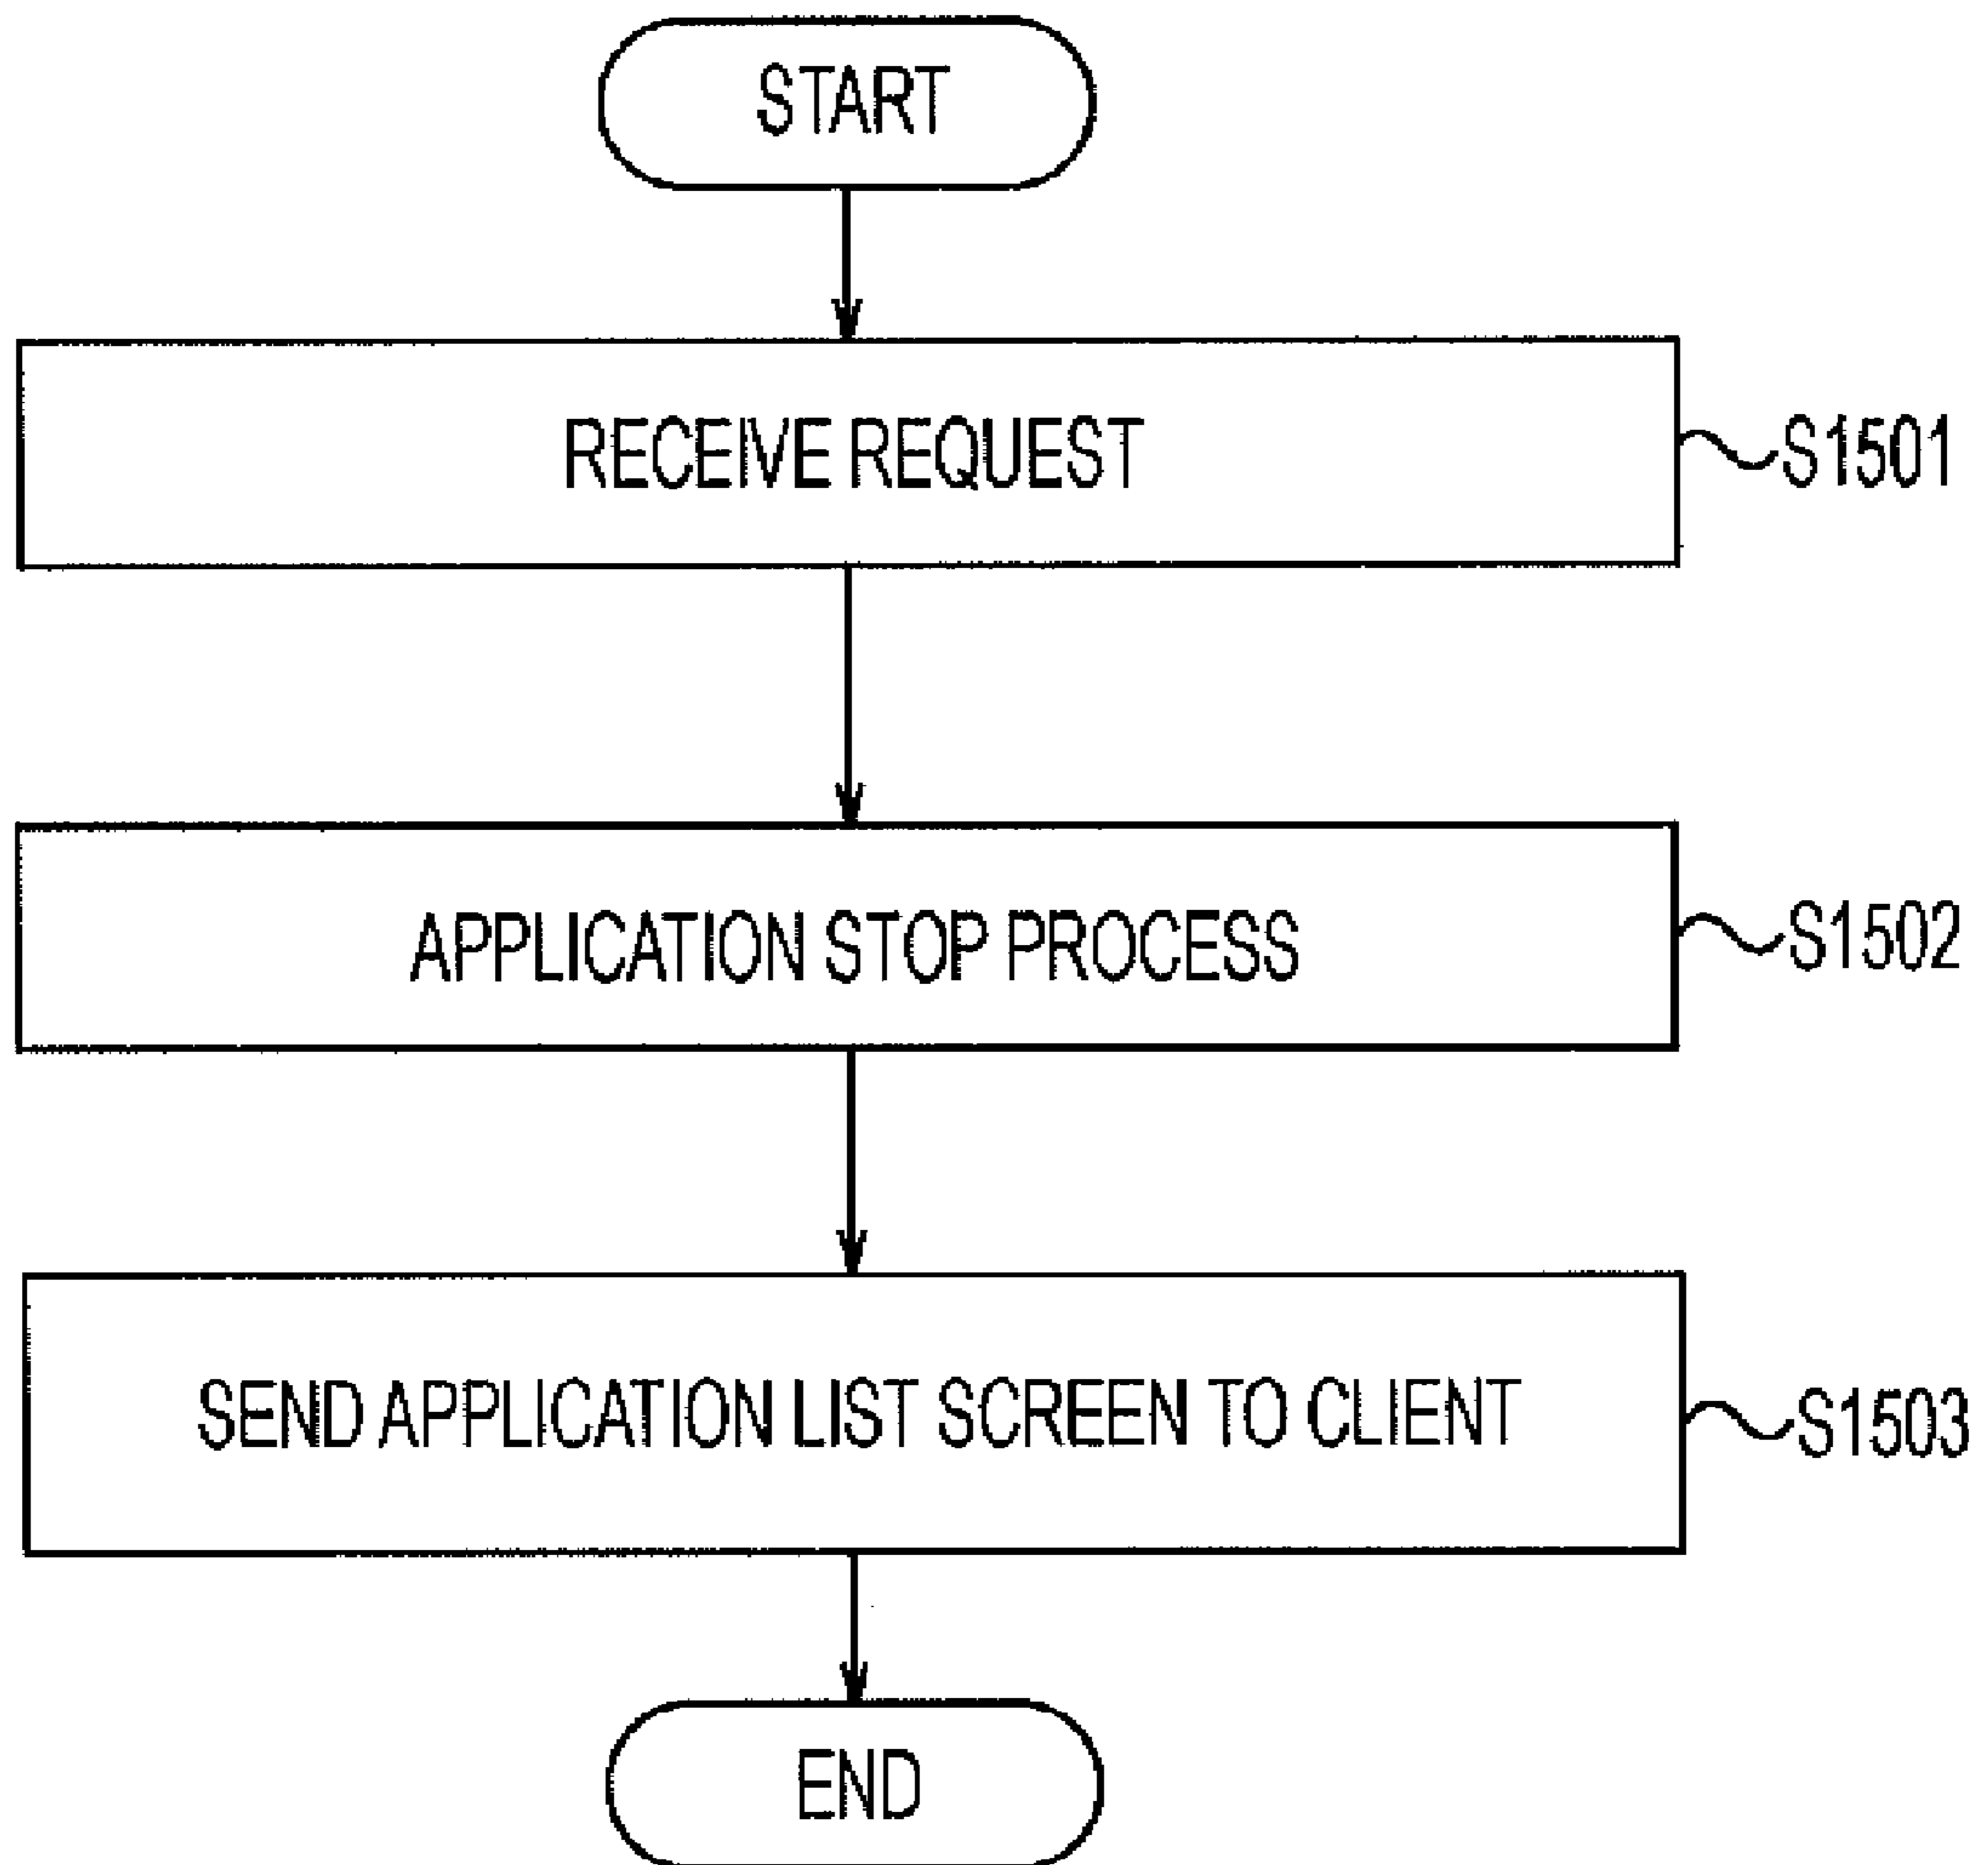 START
RECEIVE REQUEST
S1501
APPLICATION STOP PROCESS
S1502
SEND APPLICATION LIST SCREEN TO CLIENT
S1503
END